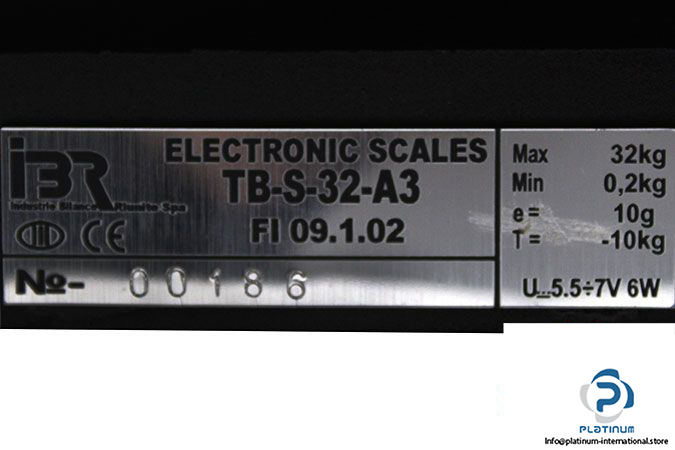 iBR
Industrie Bilance Riunite Spa
CE
ELECTRONIC SCALES
TB-S-32-A3
FI 09.1.02
№- 00186
Max 32kg
Min 0,2kg
e= 10g
T= -10kg
U⎓5.5÷7V 6W
PLATINUM
Info@platinum-international.store